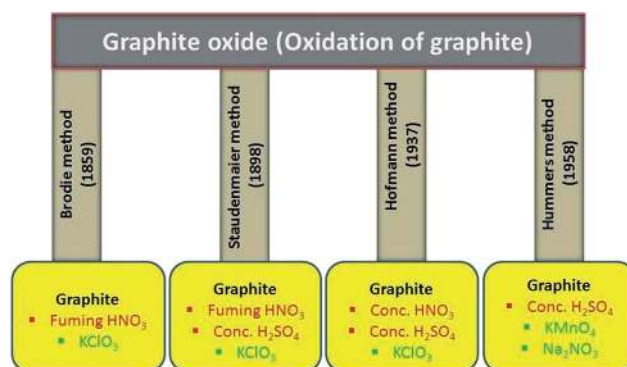 Graphite oxide (Oxidation of graphite)
Brodie method
(1859)
Staudenmaier method
(1898)
Hofmann method
(1937)
Hummers method
(1958)
Graphite
▪ Fuming HNO₃
▪ KClO₃
Graphite
▪ Fuming HNO₃
▪ Conc. H₂SO₄
▪ KClO₃
Graphite
▪ Conc. HNO₃
▪ Conc. H₂SO₄
▪ KClO₃
Graphite
▪ Conc. H₂SO₄
▪ KMnO₄
▪ Na₂NO₃